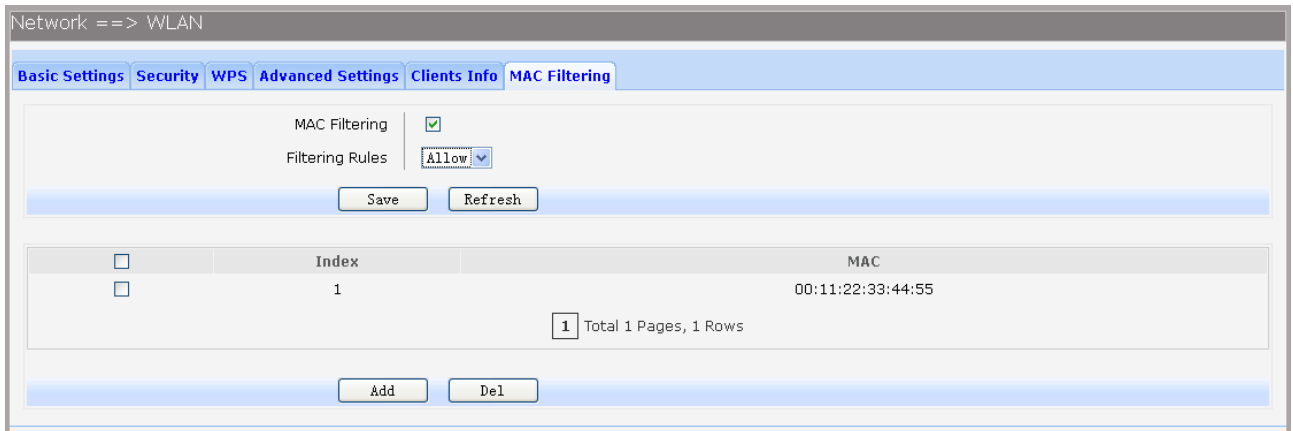 Network ==> WLAN
Basic Settings Security WPS Advanced Settings Clients Info MAC Filtering
MAC Filtering
Filtering Rules Allow
Save Refresh
Index MAC
1 00:11:22:33:44:55
1 Total 1 Pages, 1 Rows
Add Del